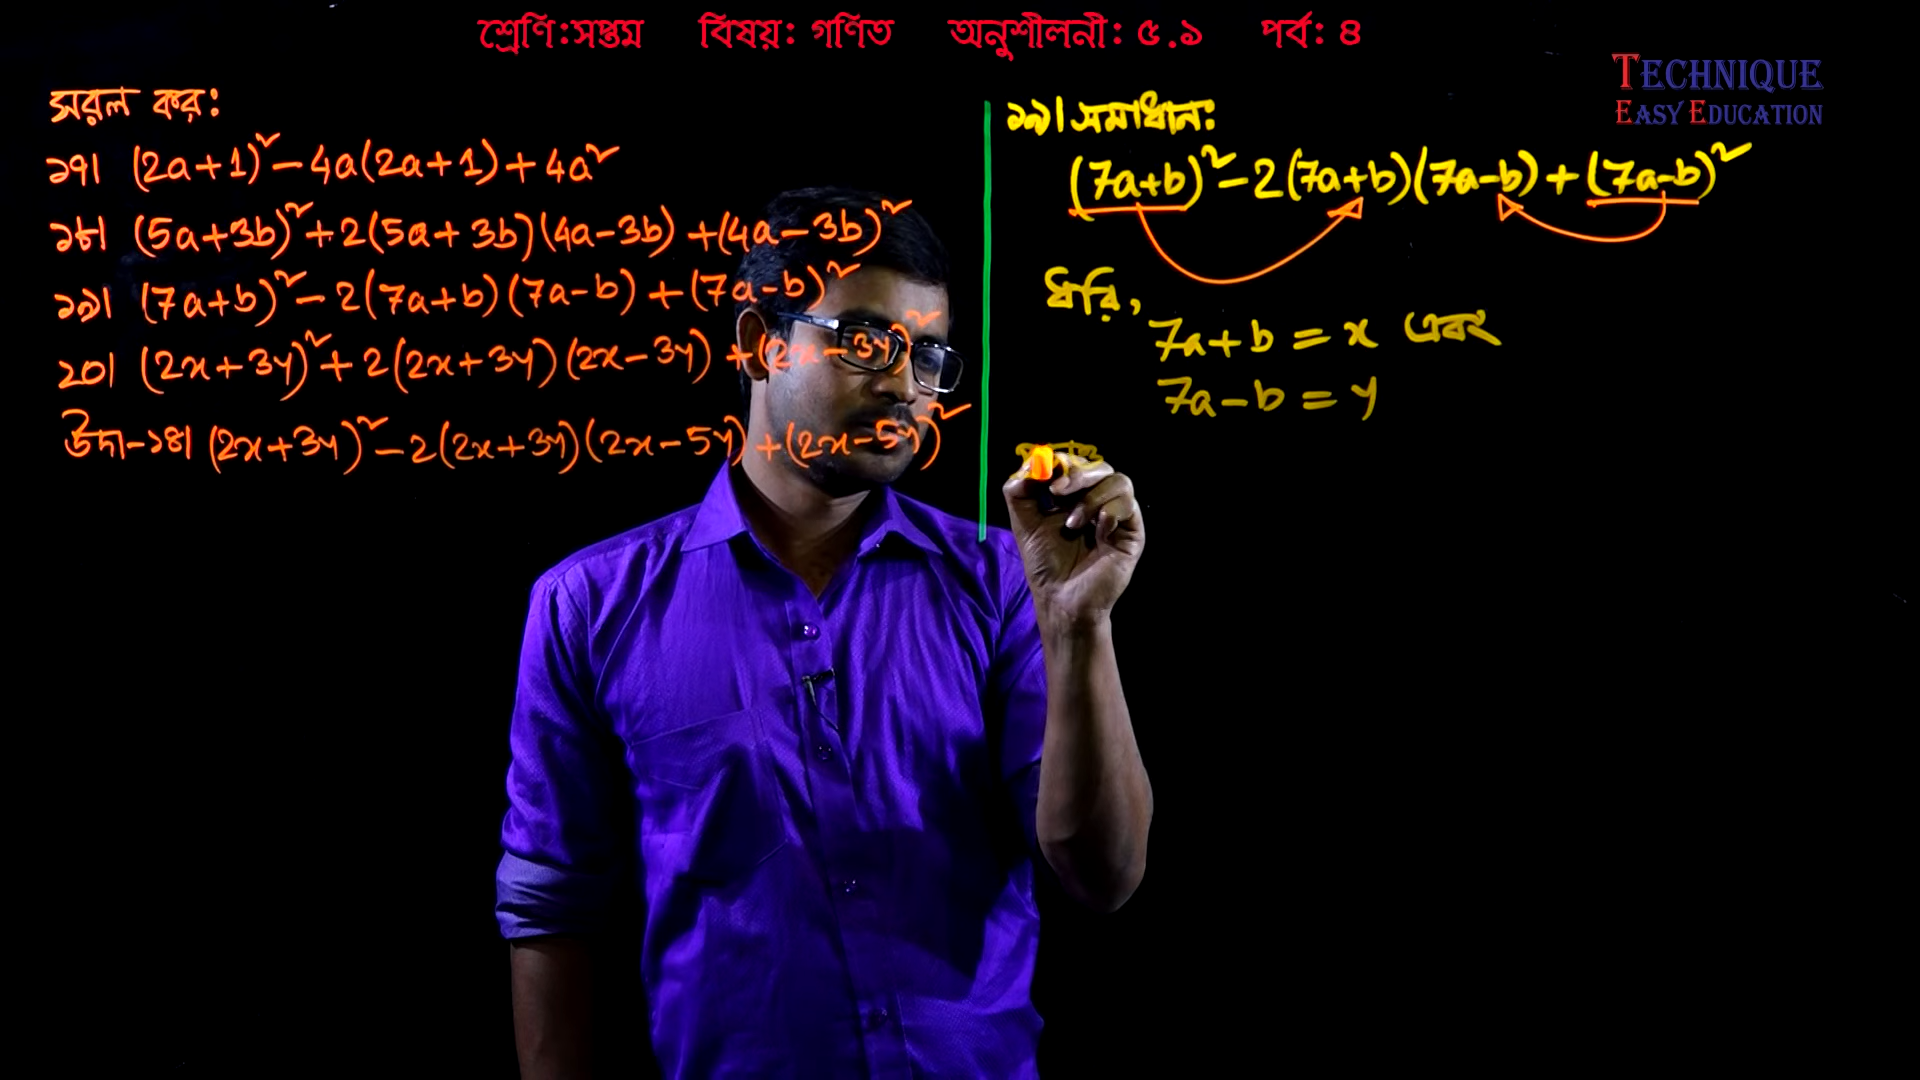 শ্রেণি:সপ্তম বিষয়: গণিত অনুশীলনী: ৫.১ পর্ব: ৪
TECHNIQUE
EASY EDUCATION
সরল কর:
১৭। (2a+1)² - 4a(2a+1) + 4a²
১৮। (5a+3b)² + 2(5a+3b)(4a-3b) + (4a-3b)²
১৯। (7a+b)² - 2(7a+b)(7a-b) + (7a-b)²
২০। (2x+3y)² + 2(2x+3y)(2x-3y) + (2x-3y)²
উদা-১৪। (2x+3y)² - 2(2x+3y)(2x-5y) + (2x-5y)²
১৯। সমাধান:
(7a+b)² - 2(7a+b)(7a-b) + (7a-b)²
ধরি,
7a+b = x এবং
7a-b = y